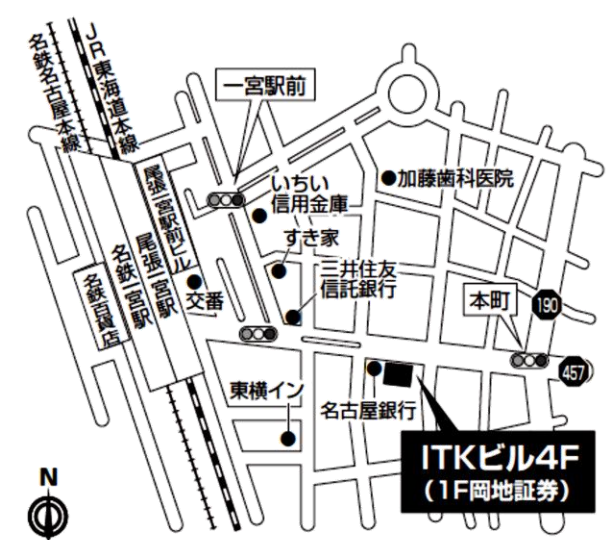 名鉄名古屋本線
JR東海道本線
一宮駅前
加藤歯科医院
いちい
信用金庫
すき家
三井住友
信託銀行
尾張一宮駅前ビル
尾張一宮駅
名鉄一宮駅
名鉄百貨店
交番
本町
190
457
東横イン
名古屋銀行
ITKビル4F
(1F岡地証券)
N